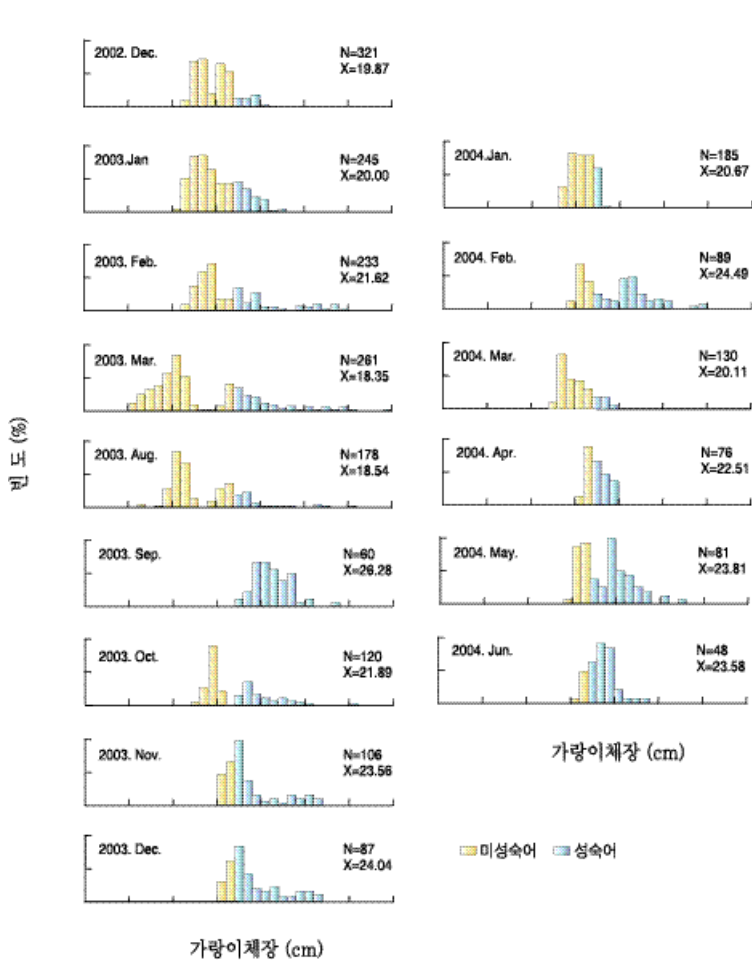 2002. Dec.
N=321
X=19.87
2003.Jan
N=245
X=20.00
2003. Feb.
N=233
X=21.62
2003. Mar.
N=261
X=18.35
2003. Aug.
N=178
X=18.54
2003. Sep.
N=60
X=26.28
2003. Oct.
N=120
X=21.89
2003. Nov.
N=106
X=23.56
2003. Dec.
N=87
X=24.04
가랑이체장 (cm)
빈 도 (%)
2004.Jan.
N=185
X=20.67
2004. Feb.
N=89
X=24.49
2004. Mar.
N=130
X=20.11
2004. Apr.
N=76
X=22.51
2004. May.
N=81
X=23.81
2004. Jun.
N=48
X=23.58
가랑이체장 (cm)
미성숙어 성숙어